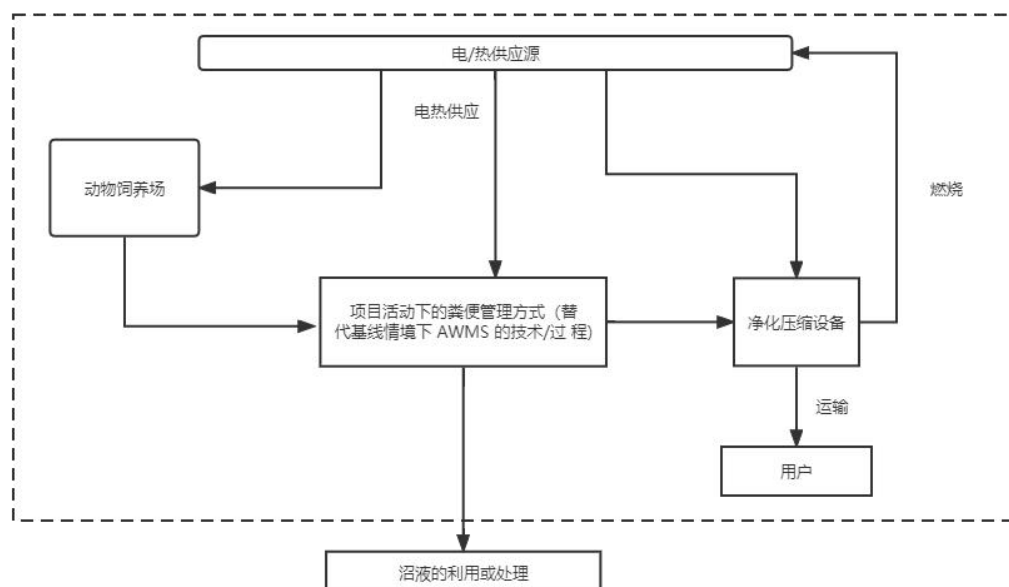 电/热供应源
电热供应
动物饲养场
燃烧
项目活动下的粪便管理方式（替
代基线情境下 AWMS 的技术/过 程)
净化压缩设备
运输
用户
沼液的利用或处理